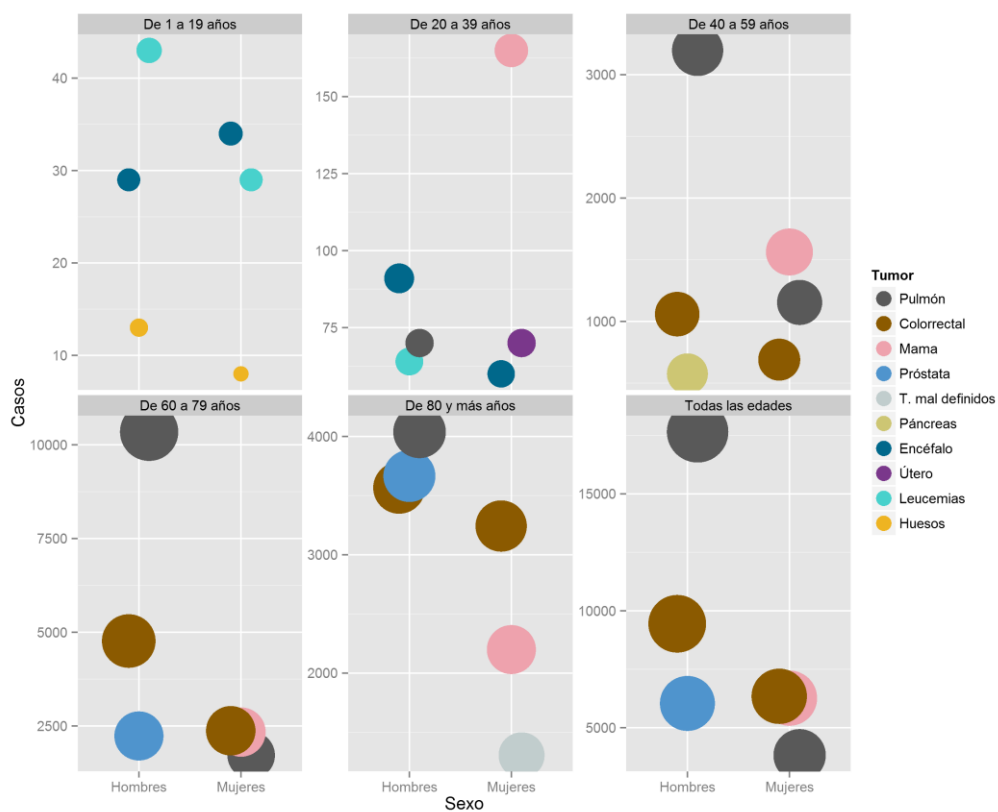 De 1 a 19 años
De 20 a 39 años
De 40 a 59 años
40
30
20
10
150
125
100
75
3000
2000
1000
Casos
De 60 a 79 años
De 80 y más años
Todas las edades
10000
7500
5000
2500
4000
3000
2000
15000
10000
5000
Hombres
Mujeres
Hombres
Mujeres
Hombres
Mujeres
Sexo
Tumor
Pulmón
Colorrectal
Mama
Próstata
T. mal definidos
Páncreas
Encéfalo
Útero
Leucemias
Huesos